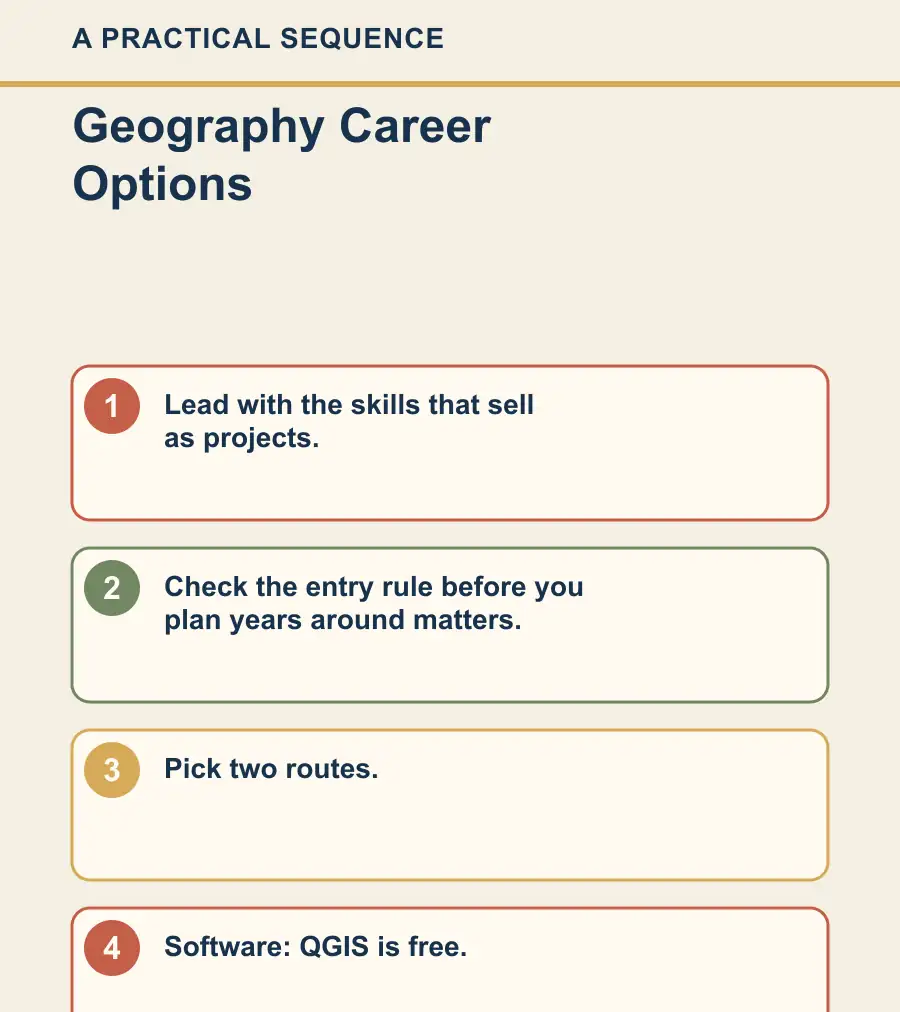 A PRACTICAL SEQUENCE
Geography Career
Options
1
Lead with the skills that sell
as projects.
2
Check the entry rule before you
plan years around matters.
3
Pick two routes.
4
Software: QGIS is free.